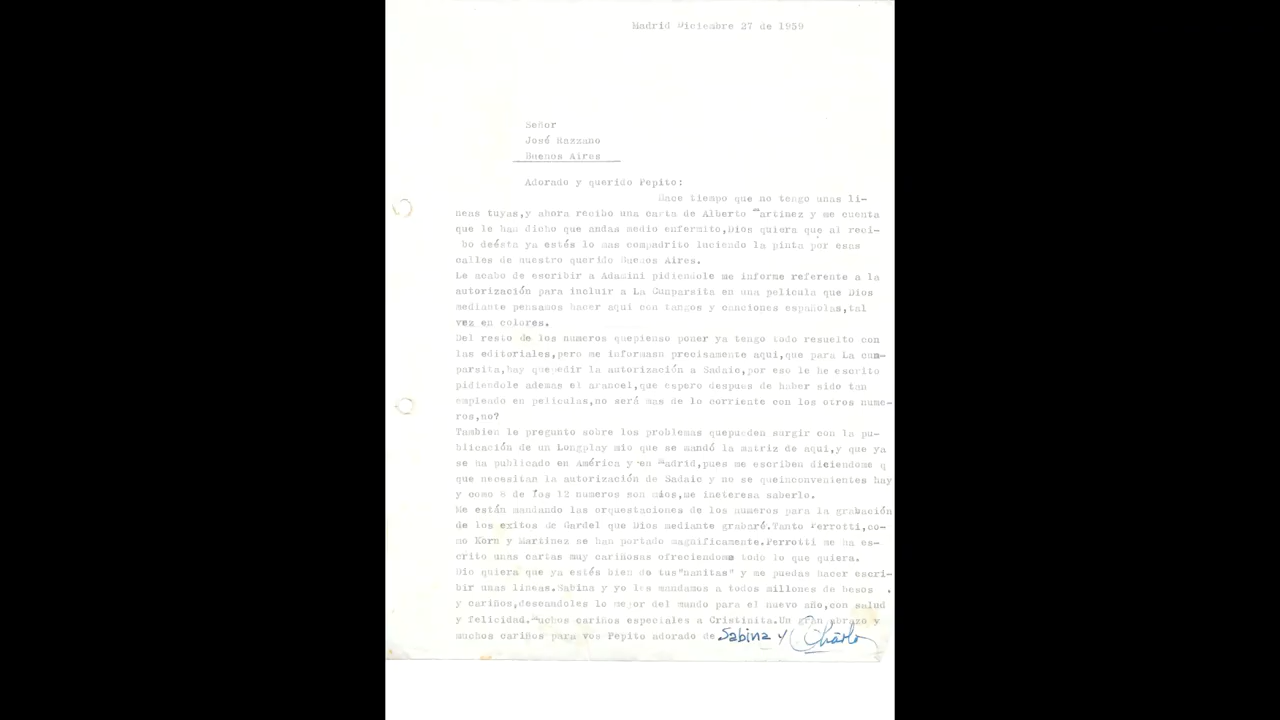 Madrid Diciembre 27 de 1959
Señor
José Razzano
Buenos Aires
Adorado y querido Pepito:
Hace tiempo que no tengo unas li-
neas tuyas,y ahora recibo una carta de Alberto Martinez y me cuenta
que le han dicho que andas medio enfermito,Dios quiera que al reci-
bo deésta ya estés lo mas compadrito luciendo la pinta por esas
calles de nuestro querido Buenos Aires.
Le acabo de escribir a Adamini pidiendole me informe referente a la
autorización para incluir a La Cunparsita en una pelicula que Dios
mediante pensamos hacer aqui con tangos y canciones españolas,tal
vez en colores.
Del resto de los numeros quepienso poner ya tengo todo resuelto con
las editoriales,pero me informasn precisamente aqui,que para La cum-
parsita,hay quepedir la autorización a Sadaic,por eso le he escrito
pidiendole ademas el arancel,que espero despues de haber sido tan
empleado en peliculas,no será mas de lo corriente con los otros nume-
ros,no?
Tambien le pregunto sobre los problemas quepueden surgir con la pu-
blicación de un Longplay mio que se mandó la matriz de aqui,y que ya
se ha publicado en América y en Madrid,pues me escriben diciendome q
que necesitas la autorización de Sadaic y no se queinconvenientes hay
y como 8 de los 12 numeros son mios,me ineteresa saberlo.
Me están mandando las orquestaciones de los numeros para la grabación
de los exitos de Gardel que Dios mediante grabaré.Tanto Perrotti,co-
mo Korn y Martinez se han portado magnificamente.Perrotti me ha es-
crito unas cartas muy cariñosas ofreciendome todo lo que quiera.
Dio quiera que ya estés bien do tus"nanitas" y me puedas hacer escri-
bir unas lineas.Sabina y yo les mandamos a todos millones de besos .
y cariños,deseandoles lo mejor del mundo para el nuevo año,con salud
y felicidad.Muchos cariños especiales a Cristinita.Un gran abrazo y
muchos cariños para vos Pepito adorado de Sabina y Charlo